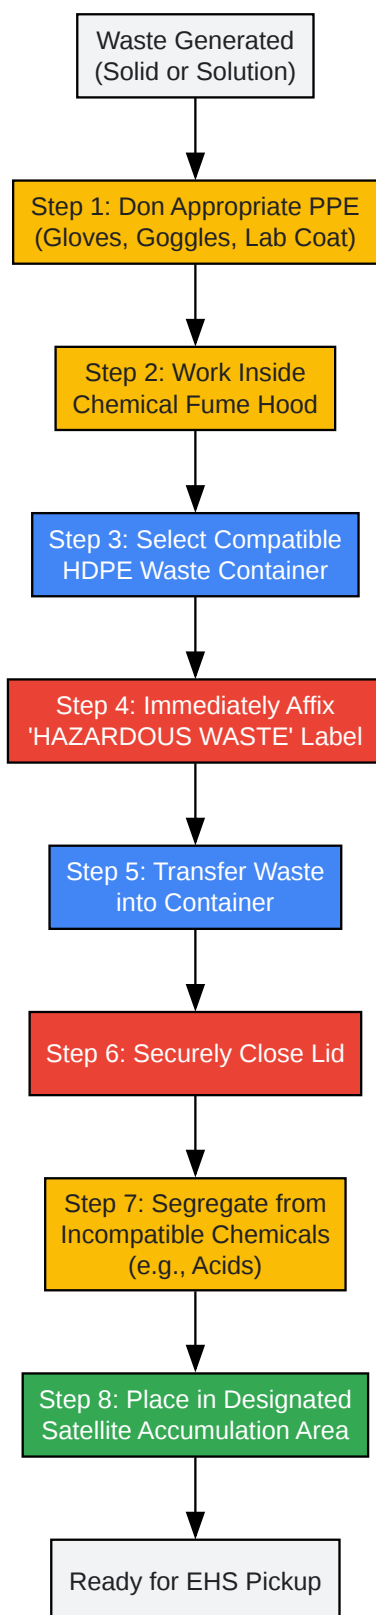 Waste Generated
(Solid or Solution)
Step 1: Don Appropriate PPE
(Gloves, Goggles, Lab Coat)
Step 2: Work Inside
Chemical Fume Hood
Step 3: Select Compatible
HDPE Waste Container
Step 4: Immediately Affix
'HAZARDOUS WASTE' Label
Step 5: Transfer Waste
into Container
Step 6: Securely Close Lid
Step 7: Segregate from
Incompatible Chemicals
(e.g., Acids)
Step 8: Place in Designated
Satellite Accumulation Area
Ready for EHS Pickup